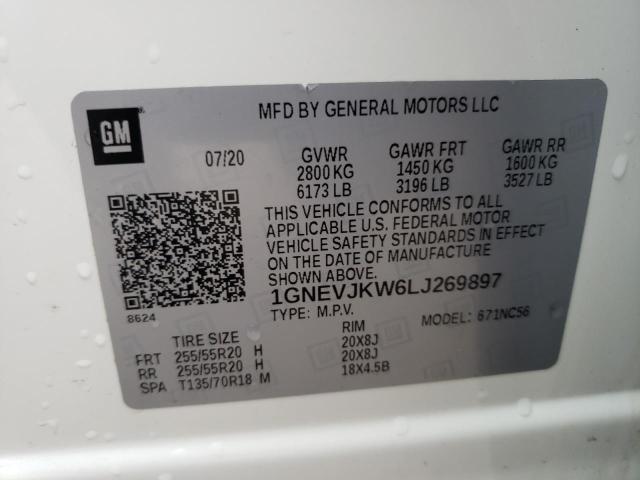 GM
MFD BY GENERAL MOTORS LLC
07/20 GVWR GAWR FRT GAWR RR
2800KG 1450 KG 1600 KG
6173 LB 3196 LB 3527 LB
THIS VEHICLE CONFORMS TO ALL
APPLICABLE U.S. FEDERAL MOTOR
VEHICLE SAFETY STANDARDS IN EFFECT
ON THE DATE OF MANUFACTURE
SHOWN ABOVE.
8624
1GNEVJKW6LJ269897
TYPE: M.P.V. MODEL: 671NC56
TIRE SIZE RIM
FRT 255/55R20 H 20X8J
RR 255/55R20 H 20X8J
SPA T135/70R18 M 18X4.5B